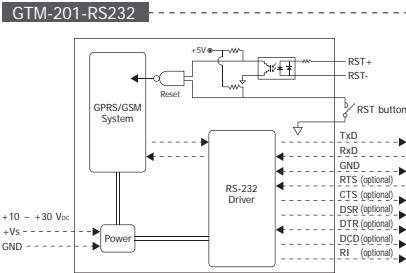 GTM-201-RS232
+5V
RST+
RST-
Reset
GPRS/GSM
System
RST button
TxD
RxD
GND
RTS (optional)
CTS (optional)
DSR (optional)
DTR (optional)
DCD (optional)
RI (optional)
RS-232
Driver
+10 ~ +30 VDC
+Vs
GND
Power